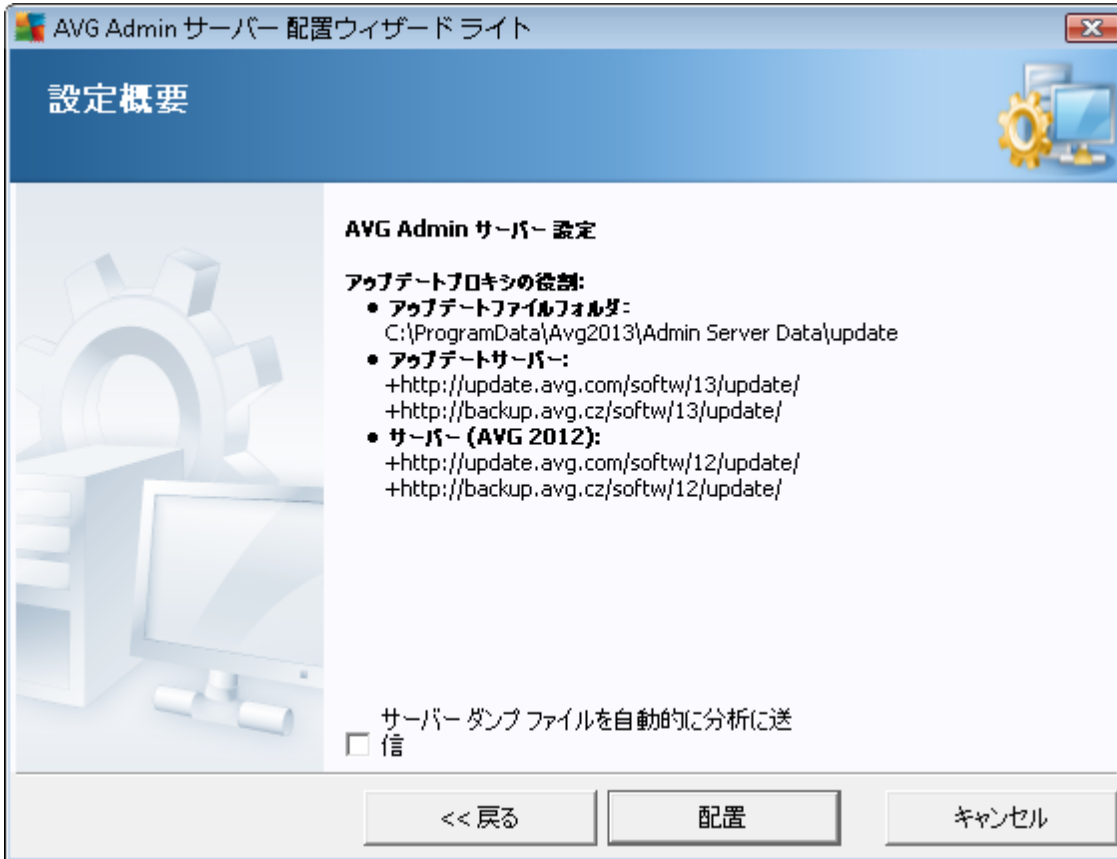 AVG Admin サーバー 配置ウィザード ライト
設定概要
AVG Admin サーバー 設定
アップデートプロキシの役割:
• アップデートファイルフォルダ:
C:\ProgramData\Avg2013\Admin Server Data\update
• アップデートサーバー:
+http://update.avg.com/softw/13/update/
+http://backup.avg.cz/softw/13/update/
• サーバー (AVG 2012):
+http://update.avg.com/softw/12/update/
+http://backup.avg.cz/softw/12/update/
サーバー ダンプ ファイルを自動的に分析に送
信
<< 戻る
配置
キャンセル